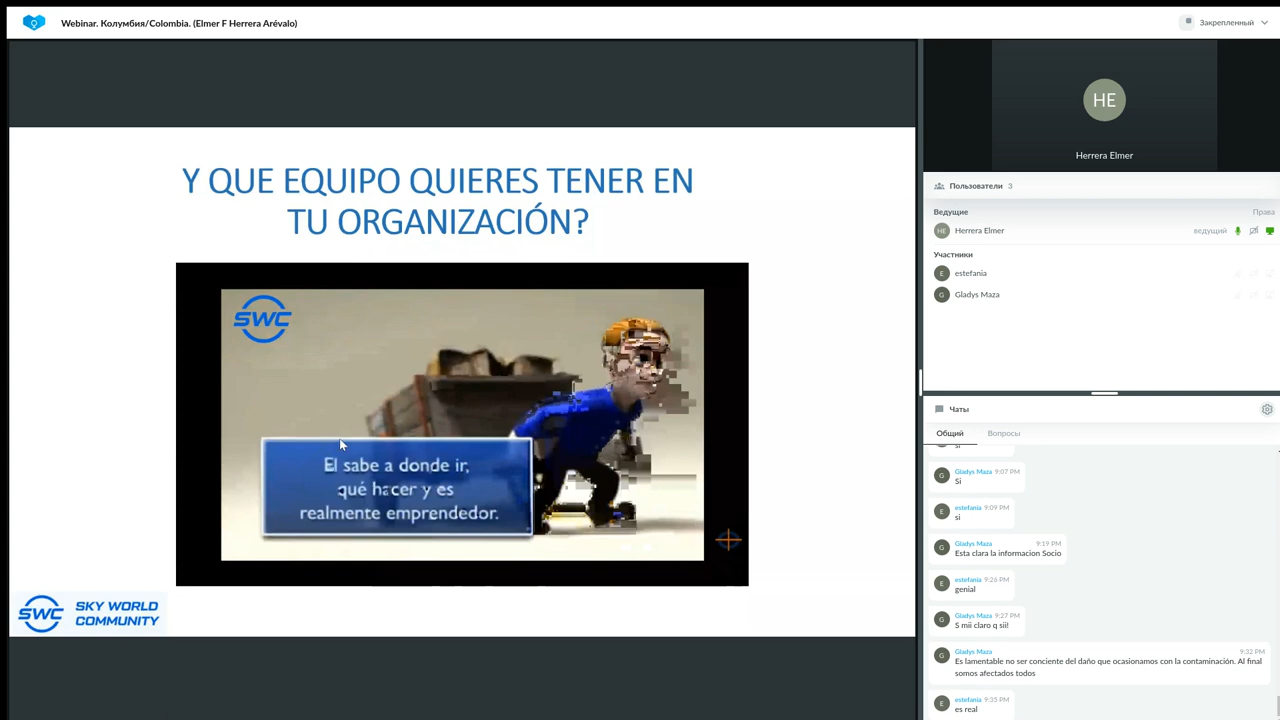 Webinar. Колумбия/Colombia. (Elmer F Herrera Arévalo)
Закрепленный
Y QUE EQUIPO QUIERES TENER EN
TU ORGANIZACIÓN?
SWC
El sabe a donde ir,
qué hacer y es
realmente emprendedor.
SWC
SKY WORLD
COMMUNITY
HE
Herrera Elmer
Пользователи 3
Ведущие Права
HE Herrera Elmer ведущий
Участники
E estefania
G Gladys Maza
Чаты
Общий Вопросы
si
G Gladys Maza 9:07 PM
Si
E estefania 9:09 PM
si
G Gladys Maza 9:19 PM
Esta clara la informacion Socio
E estefania 9:26 PM
genial
G Gladys Maza 9:27 PM
S mii claro q sii!
G Gladys Maza 9:32 PM
Es lamentable no ser conciente del daño que ocasionamos con la contaminación. Al final
somos afectados todos
E estefania 9:35 PM
es real